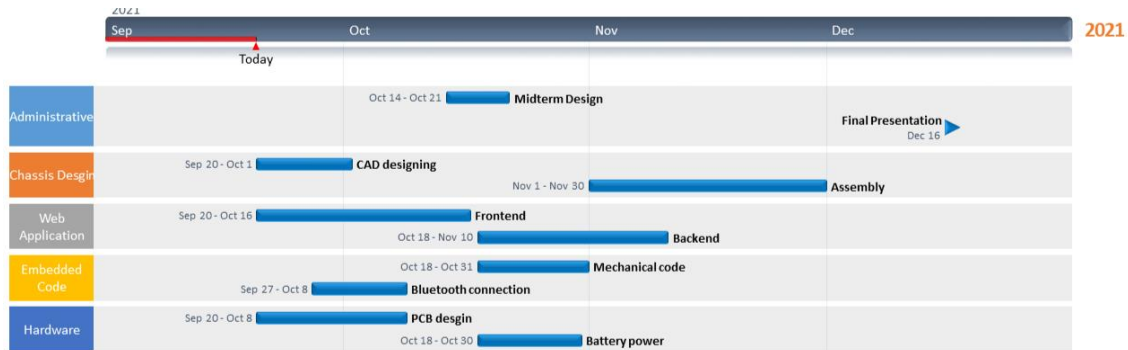 2021
Sep Oct Nov Dec 2021
Today
Administrative
Oct 14 - Oct 21 Midterm Design
Final Presentation
Dec 16
Chassis Desgin
Sep 20 - Oct 1 CAD designing
Nov 1 - Nov 30 Assembly
Web
Application
Sep 20 - Oct 16 Frontend
Oct 18 - Nov 10 Backend
Embedded
Code
Oct 18 - Oct 31 Mechanical code
Sep 27 - Oct 8 Bluetooth connection
Hardware
Sep 20 - Oct 8 PCB desgin
Oct 18 - Oct 30 Battery power